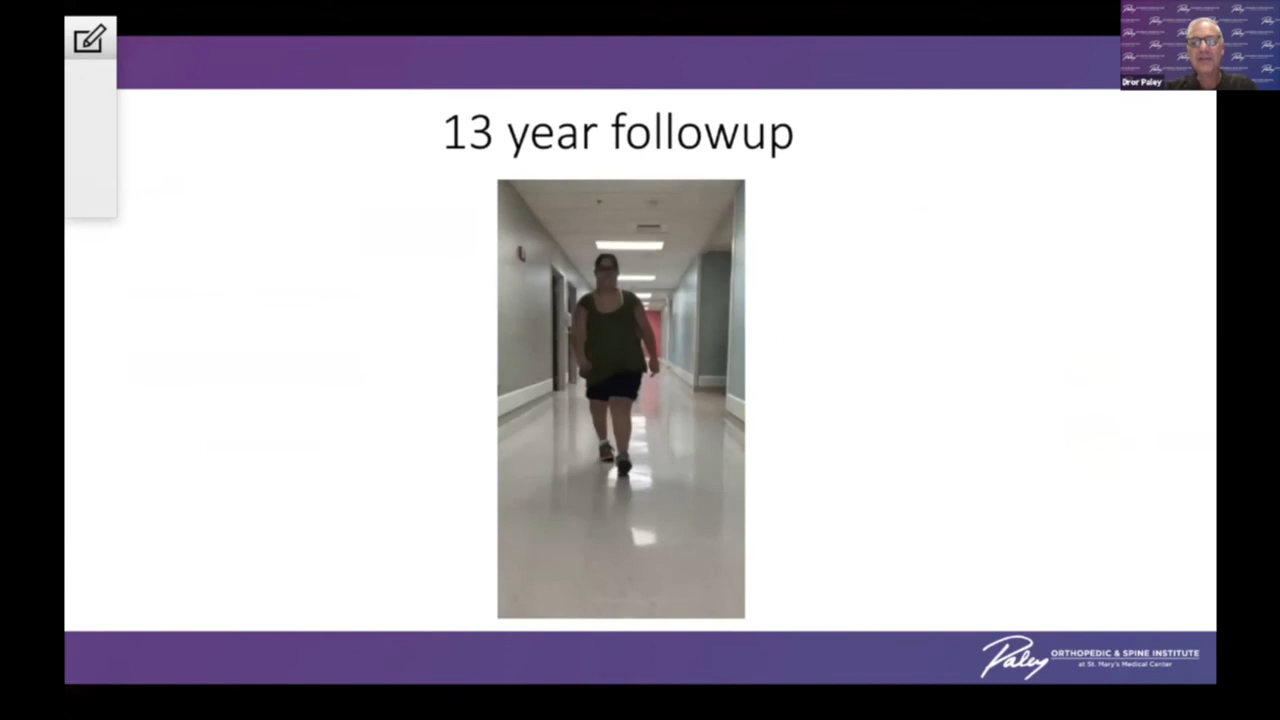 13 year followup
Dror Paley
Paley
ORTHOPEDIC & SPINE INSTITUTE
at St. Mary's Medical Center